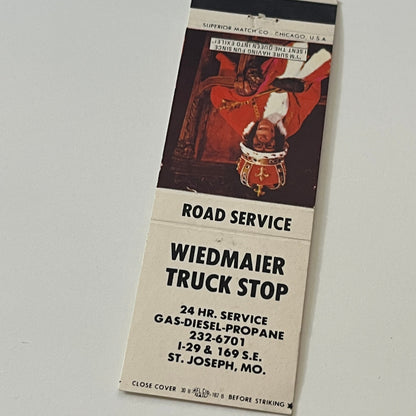 SUPERIOR MATCH CO. CHICAGO, U.S.A.
"I'M SURE HAVING FUN SINCE
I SENT THE QUEEN INTO EXILE!"
ROAD SERVICE
WIEDMAIER
TRUCK STOP
24 HR. SERVICE
GAS-DIESEL-PROPANE
232-6701
I-29 & 169 S.E.
ST. JOSEPH, MO.
CLOSE COVER BEFORE STRIKING